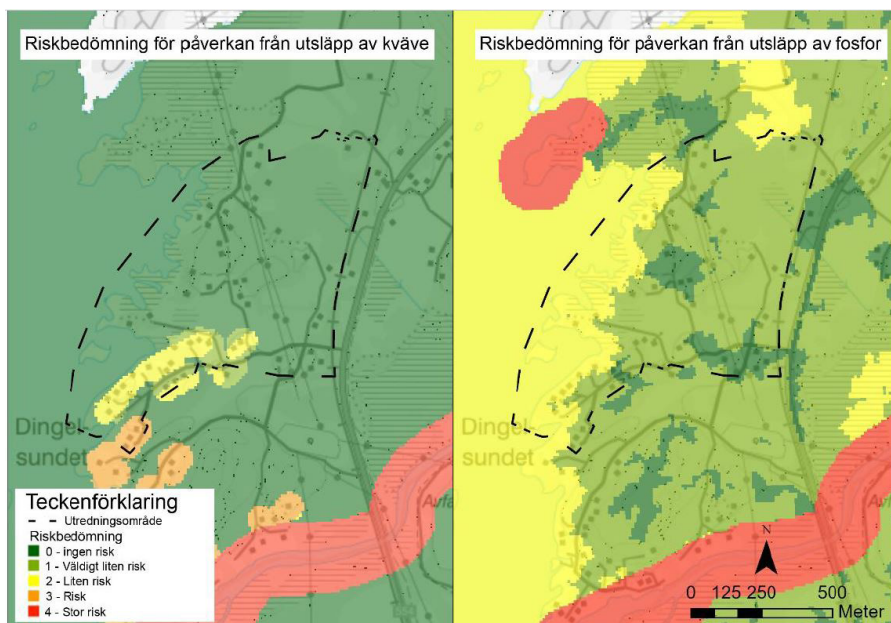 Riskbedömning för påverkan från utsläpp av kväve
Riskbedömning för påverkan från utsläpp av fosfor
Dingel-
sundet
Dingel-
sundet
Teckenförklaring
Utredningsområde
Riskbedömning
0 - ingen risk
1 - Väldigt liten risk
2 - Liten risk
3 - Risk
4 - Stor risk
N
0 125 250 500
Meter